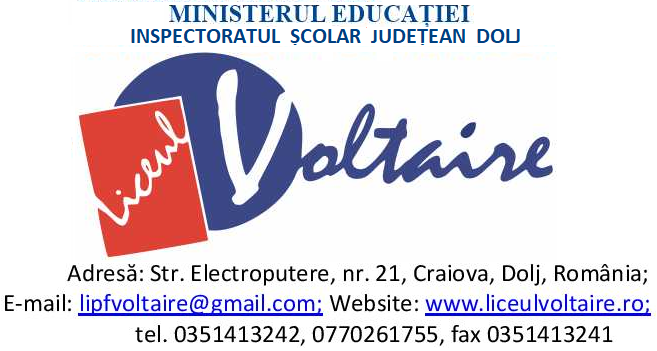 MINISTERUL EDUCAȚIEI
INSPECTORATUL ȘCOLAR JUDEȚEAN DOLJ
Liceul Voltaire
Adresă: Str. Electroputere, nr. 21, Craiova, Dolj, România;
E-mail: lipfvoltaire@gmail.com; Website: www.liceulvoltaire.ro;
tel. 0351413242, 0770261755, fax 0351413241